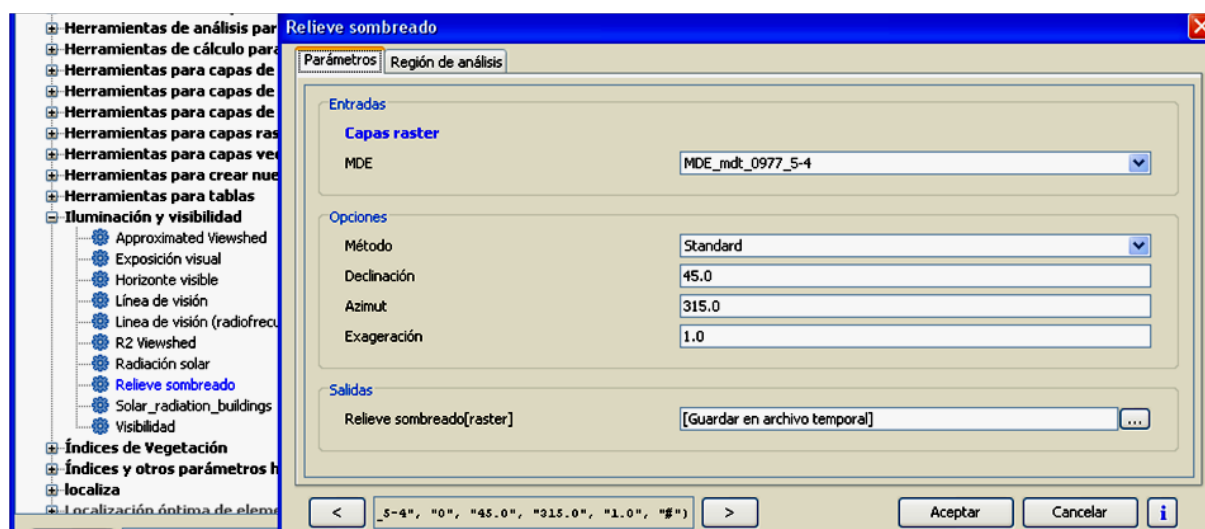 Herramientas de análisis par
Herramientas de cálculo para
Herramientas para capas de
Herramientas para capas de
Herramientas para capas de
Herramientas para capas ras
Herramientas para capas vec
Herramientas para crear nue
Herramientas para tablas
Iluminación y visibilidad
Approximated Viewshed
Exposición visual
Horizonte visible
Línea de visión
Linea de visión (radiofrecu
R2 Viewshed
Radiación solar
Relieve sombreado
Solar_radiation_buildings
Visibilidad
Índices de Vegetación
Índices y otros parámetros h
localiza
Localización óptima de eleme
Relieve sombreado
Parámetros
Región de análisis
Entradas
Capas raster
MDE
MDE_mdt_0977_5-4
Opciones
Método
Standard
Declinación
45.0
Azimut
315.0
Exageración
1.0
Salidas
Relieve sombreado[raster]
[Guardar en archivo temporal]
...
<
_5-4", "0", "45.0", "315.0", "1.0", "#")
>
Aceptar
Cancelar
i